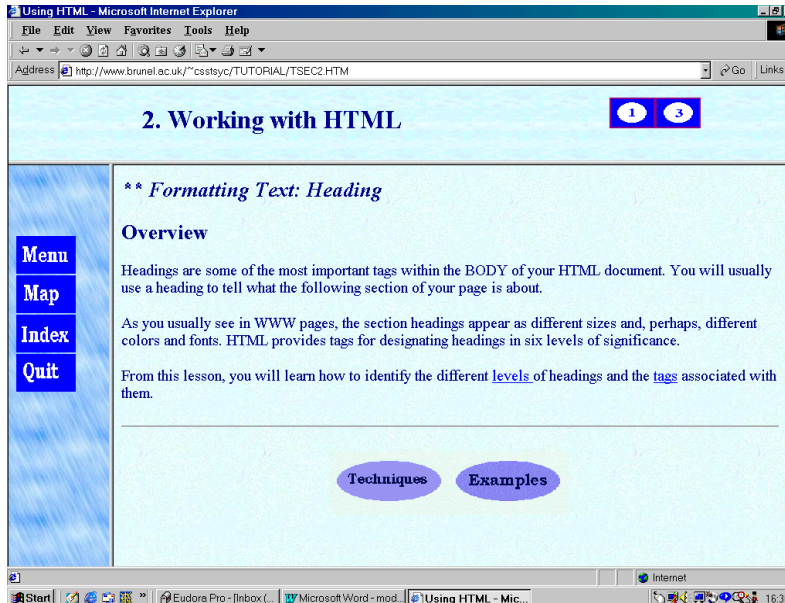 Using HTML - Microsoft Internet Explorer
File Edit View Favorites Tools Help
Address http://www.brunel.ac.uk/~csstsyc/TUTORIAL/TSEC2.HTM Go Links
2. Working with HTML
1 3
Menu
Map
Index
Quit
** Formatting Text: Heading
Overview
Headings are some of the most important tags within the BODY of your HTML document. You will usually
use a heading to tell what the following section of your page is about.
As you usually see in WWW pages, the section headings appear as different sizes and, perhaps, different
colors and fonts. HTML provides tags for designating headings in six levels of significance.
From this lesson, you will learn how to identify the different levels of headings and the tags associated with
them.
Techniques Examples
Internet
Start » Eudora Pro - [Inbox (... Microsoft Word - mod... Using HTML - Mic... 16:3